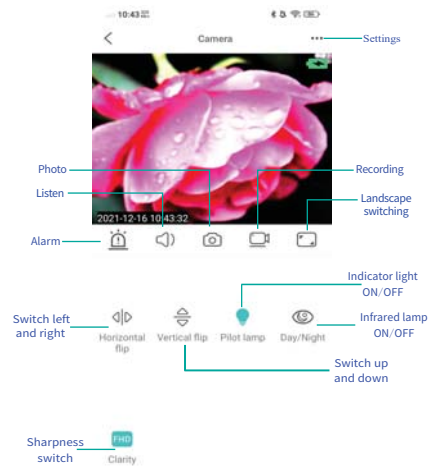 10:43
Camera
Settings
Photo
Recording
Listen
Landscape
switching
2021-12-16 10:43:32
Alarm
Indicator light
ON/OFF
Switch left
and right
Infrared lamp
ON/OFF
Horizontal
flip
Vertical flip
Pilot lamp
Day/Night
Switch up
and down
Sharpness
switch
FHD
Clarity